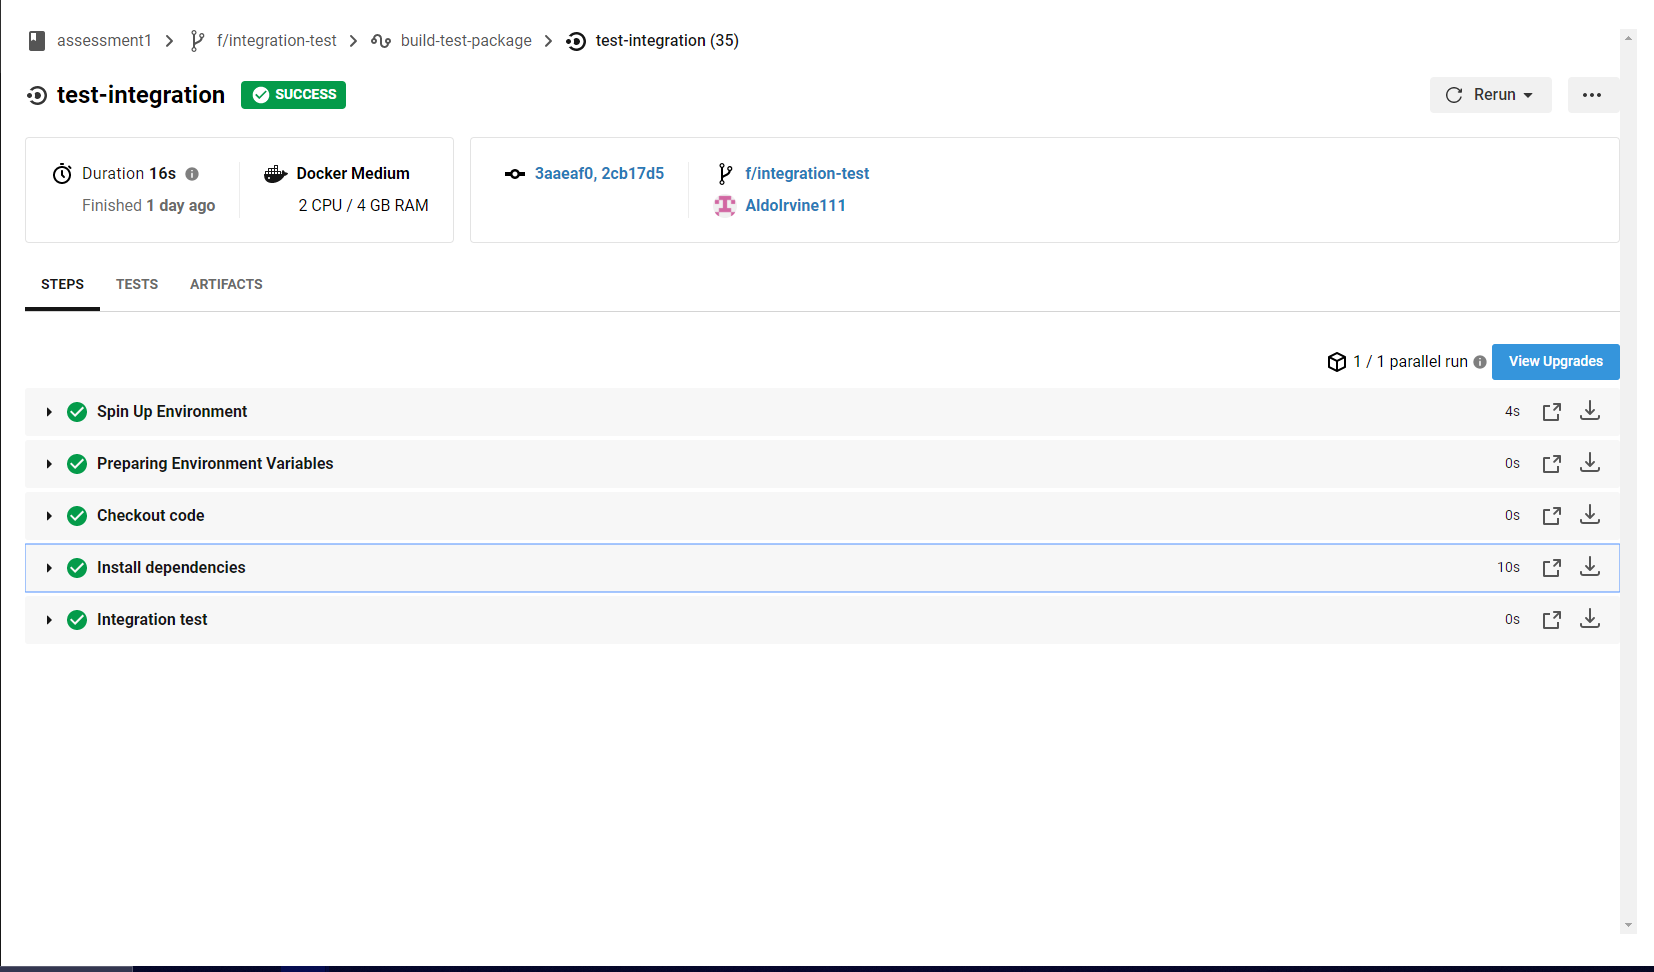 assessment1 f/integration-test build-test-package test-integration (35)
test-integration SUCCESS Rerun
Duration 16s Docker Medium 3aaeaf0, 2cb17d5 f/integration-test
Finished 1 day ago 2 CPU / 4 GB RAM AldoIrvine111
STEPS TESTS ARTIFACTS
1 / 1 parallel run View Upgrades
Spin Up Environment 4s
Preparing Environment Variables 0s
Checkout code 0s
Install dependencies 10s
Integration test 0s